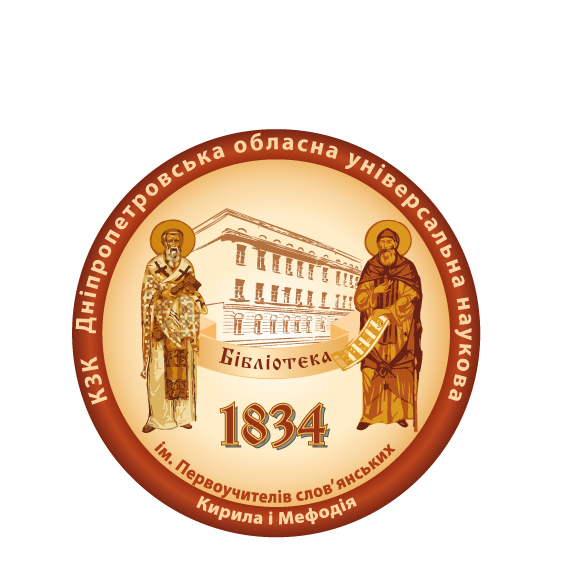 КЗК Дніпропетровська обласна універсальна наукова
Бібліотека
1834
ім. Первоучителів слов'янських
Кирила і Мефодія